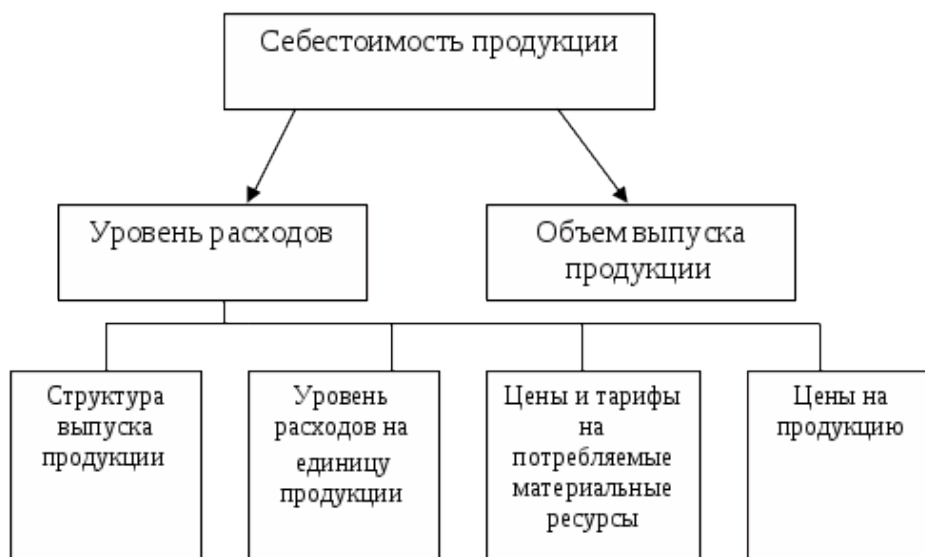 Себестоимость продукции
Уровень расходов
Объем выпуска
продукции
Структура
выпуска
продукции
Уровень
расходов на
единицу
продукции
Цены и тарифы
на
потребляемые
материальные
ресурсы
Цены на
продукцию